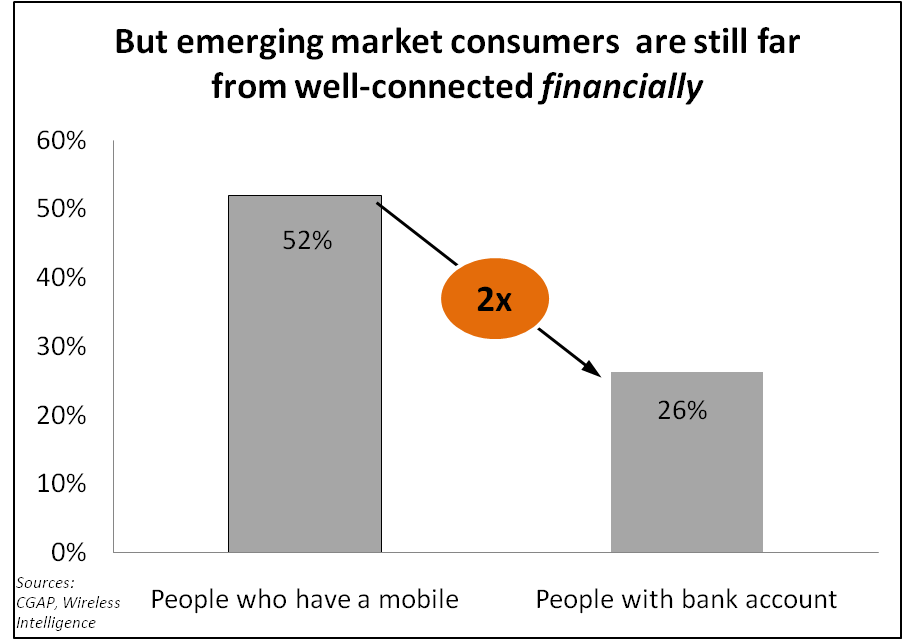 But emerging market consumers are still far
from well-connected financially
60%
50%
40%
30%
20%
10%
0%
52%
2x
26%
People who have a mobile
People with bank account
Sources:
CGAP, Wireless
Intelligence